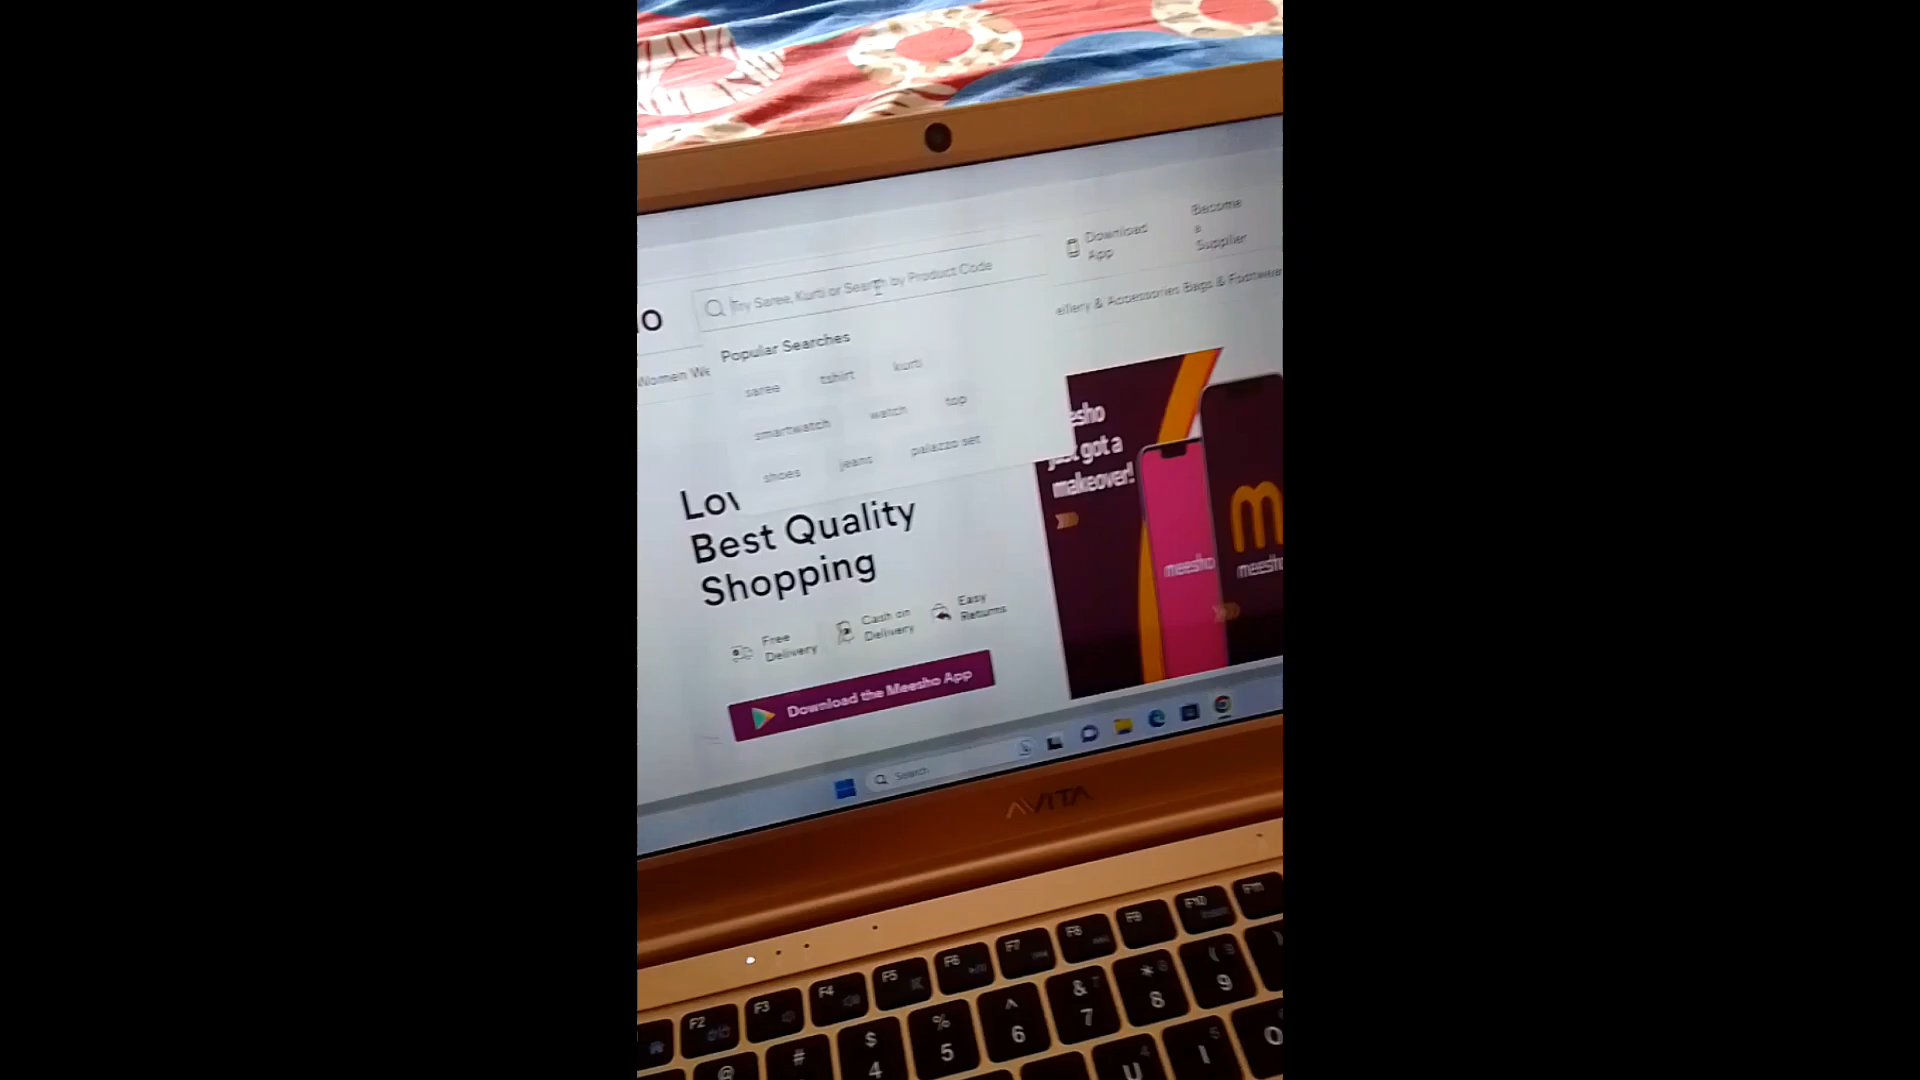 Become
a
Supplier
Download
App
Try Saree, Kurti or Search by Product Code
ellery & Accessories Bags & Footwear
Popular Searches
Women We
saree tshirt kurti
smartwatch watch top
shoes jeans palazzo set
esho
just got a
makeover!
Lov
Best Quality
Shopping
meesho
meesho
Free
Delivery
Cash on
Delivery
Easy
Returns
Download the Meesho App
Search
AVITA
F2 F3 F4 F5 F6 F7 F8 F9 F10
@ # $ 4 % 5 ^ 6 & 7 * 8 ( 9 )
U I O